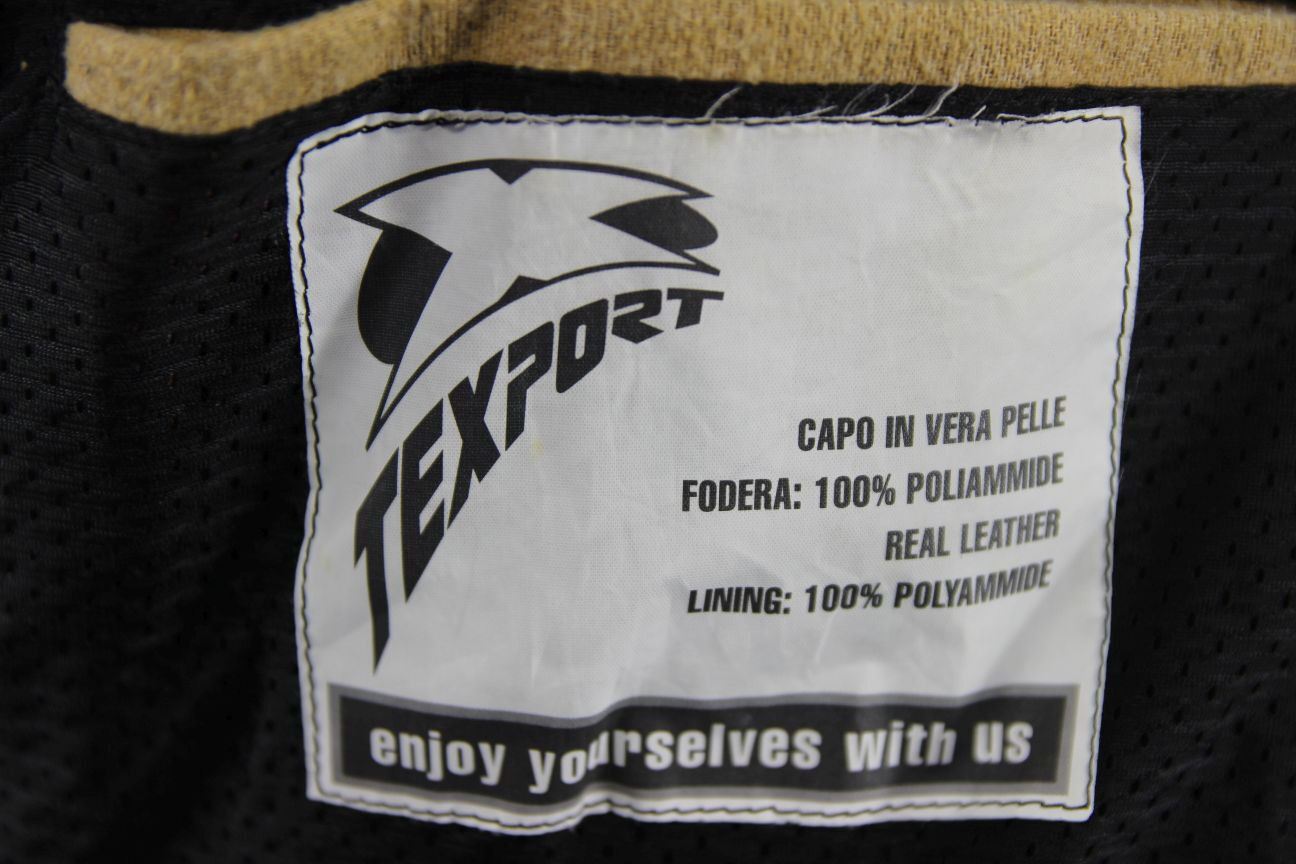 TEXPORT
CAPO IN VERA PELLE
FODERA: 100% POLIAMMIDE
REAL LEATHER
LINING: 100% POLYAMMIDE
enjoy yourselves with us